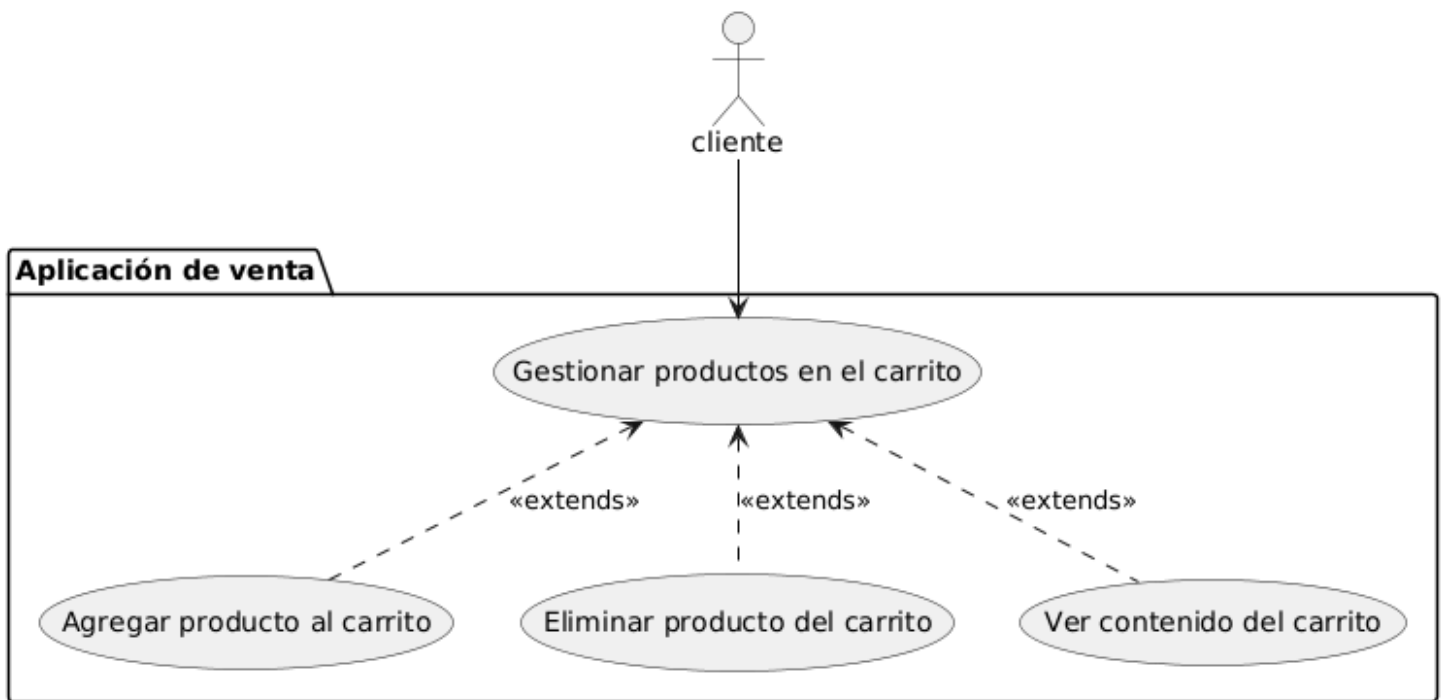 cliente
Aplicación de venta
Gestionar productos en el carrito
«extends»
«extends»
«extends»
Agregar producto al carrito
Eliminar producto del carrito
Ver contenido del carrito